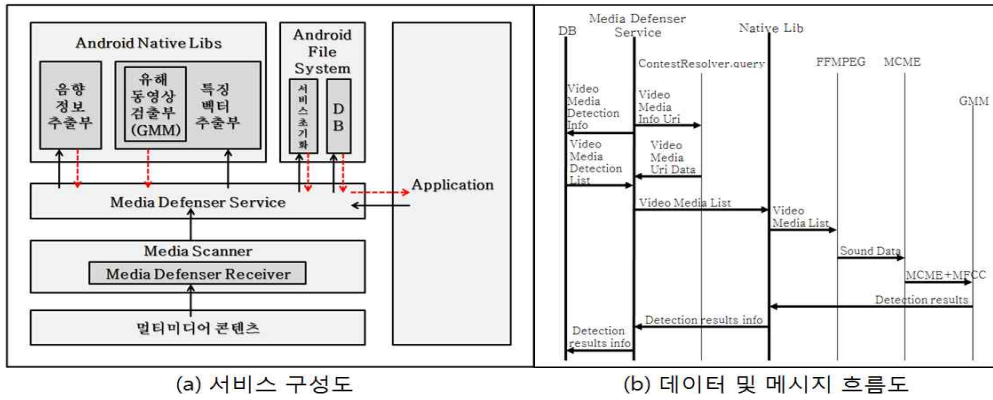 Android Native Libs
음향
정보
추출부
유해
동영상
검출부
(GMM)
특징
벡터
추출부
Android
File
System
서비스초기화
DB
Application
Media Defenser Service
Media Scanner
Media Defenser Receiver
멀티미디어 콘텐츠
(a) 서비스 구성도
DB
Media Defenser
Service
Native Lib
ContestResolver.query
FFMPEG
MCME
GMM
Video
Media
Detection
Info
Video
Media
Info Uri
Video
Media
Detection
List
Video
Media
Uri Data
Video Media List
Video
Media List
Sound Data
MCME+MFCC
Detection results
Detection results info
Detection
results info
(b) 데이터 및 메시지 흐름도